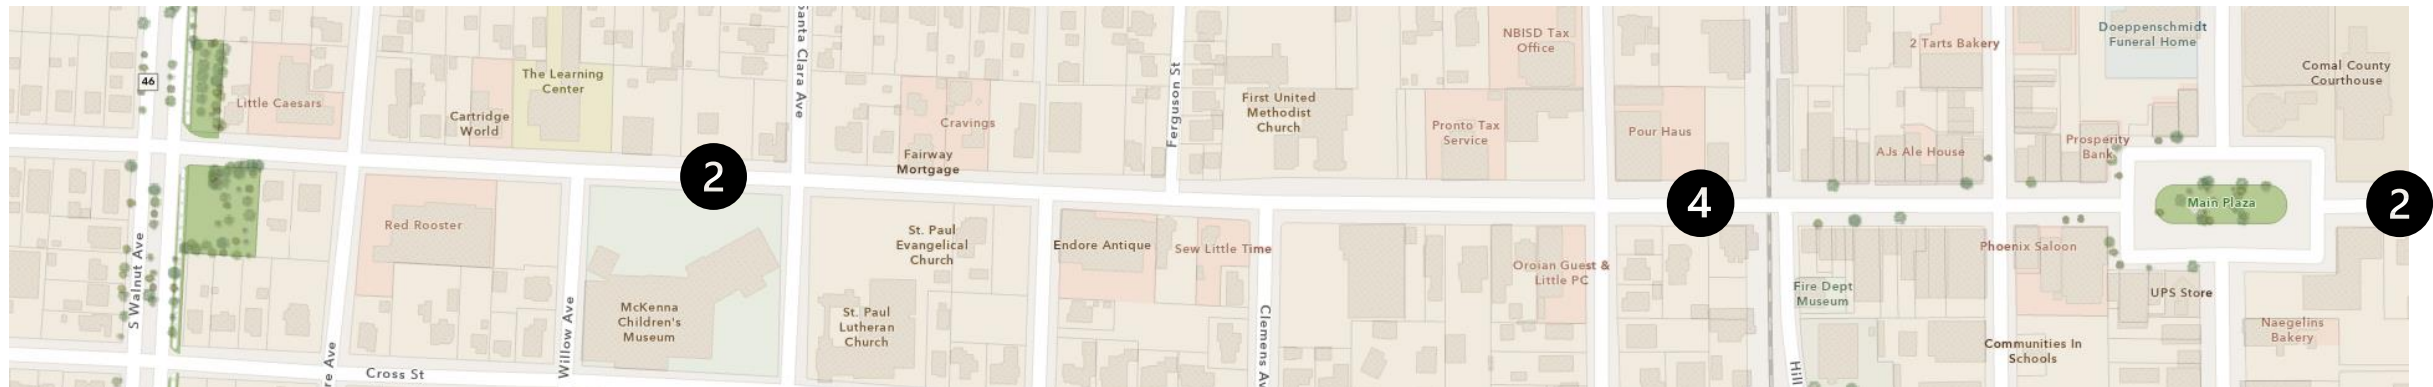 46
Little Caesars
The Learning
Center
Cartridge
World
anta Clara Ave
Cravings
Fairway
Mortgage
Ferguson St
First United
Methodist
Church
NBISD Tax
Office
Pronto Tax
Service
Pour Haus
2 Tarts Bakery
AJs Ale House
Doeppenschmidt
Funeral Home
Prosperity
Bank
Comal County
Courthouse
2
4
2
Main Plaza
S Walnut Ave
Red Rooster
Willow Ave
McKenna
Children's
Museum
St. Paul
Evangelical
Church
St. Paul
Lutheran
Church
Endore Antique
Sew Little Time
Clemens Av
Oroian Guest &
Little PC
Fire Dept
Museum
Hill
Phoenix Saloon
UPS Store
Communities In
Schools
Naegelins
Bakery
re Ave
Cross St